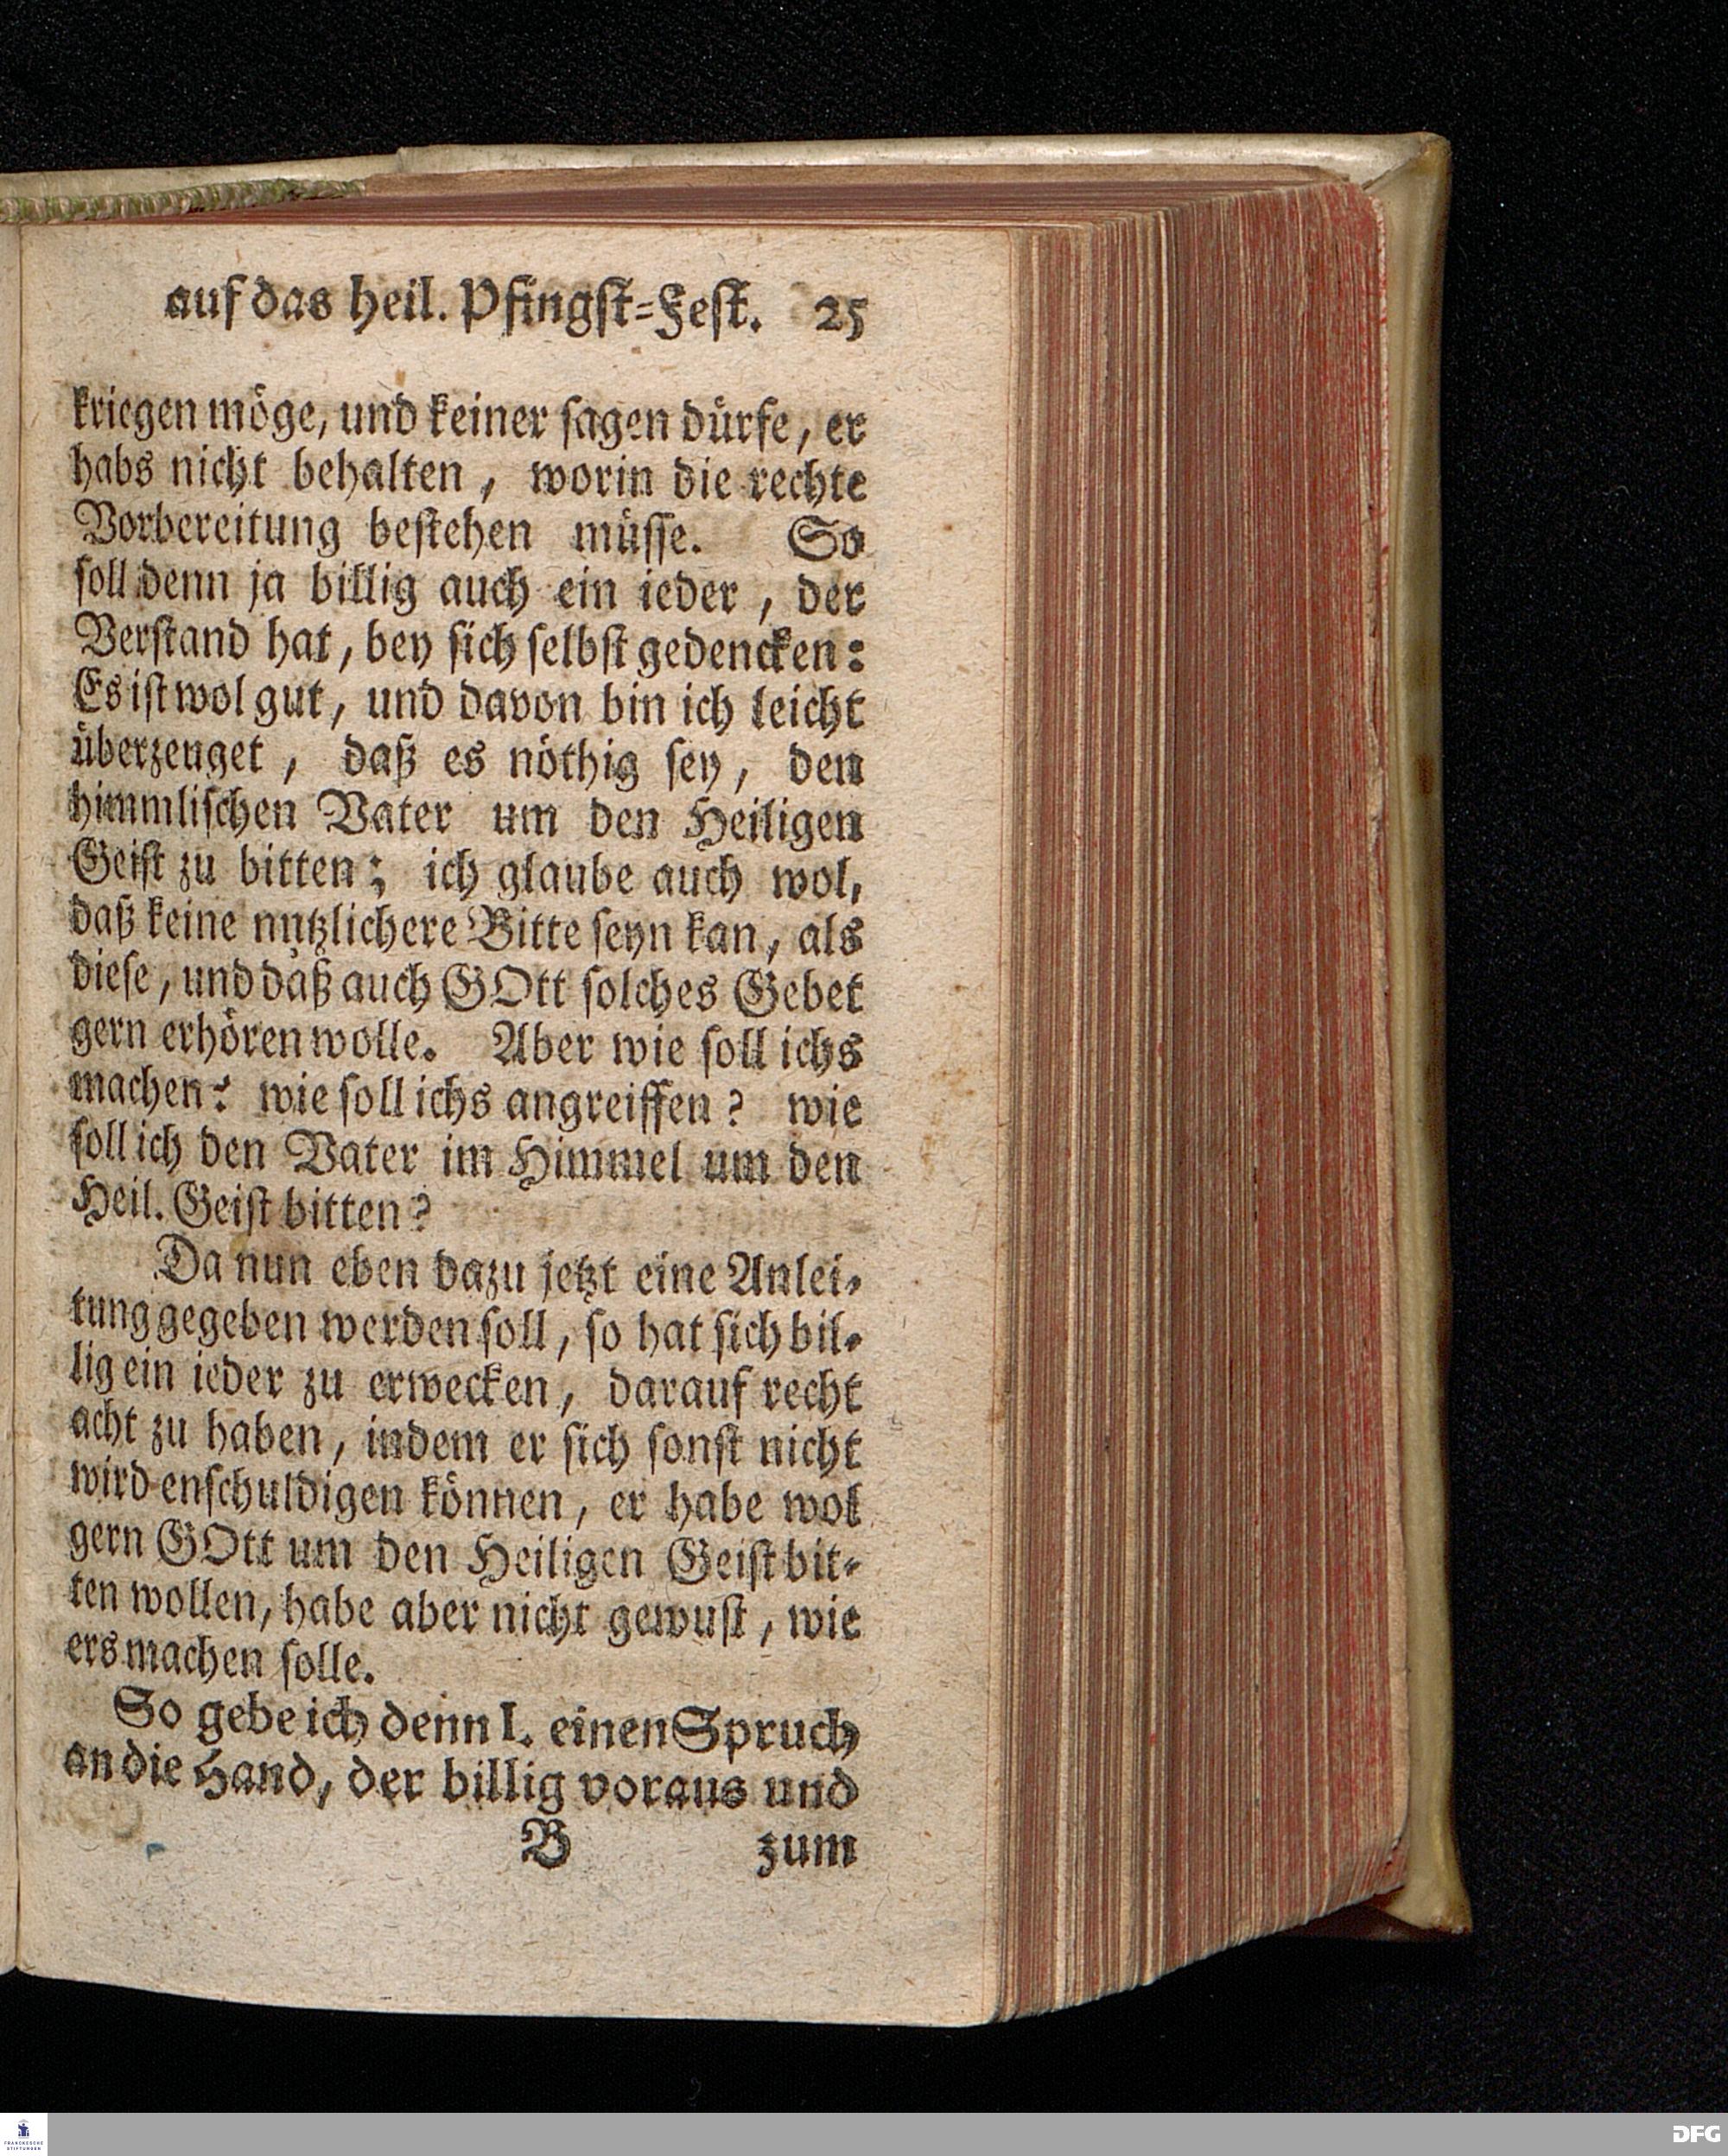 auf das heil. Pfingst-Fest. 25
kriegen möge, und keiner sagen dürfe, er
habs nicht behalten, worin die rechte
Vorbereitung bestehen müsse. So
soll denn ja billig auch ein ieder, der
Verstand hat, bey sich selbst gedencken:
Es ist wol gut, und davon bin ich leicht
überzeuget, daß es nöthig sey, den
himmlischen Vater um den Heiligen
Geist zu bitten; ich glaube auch wol,
daß keine nutzlichere Bitte seyn kan, als
diese, und daß auch GOtt solches Gebet
gern erhören wolle. Aber wie soll ichs
machen? wie soll ichs angreiffen? wie
soll ich den Vater im Himmel um den
Heil. Geist bitten?
Da nun eben dazu jetzt eine Anlei-
tung gegeben werden soll, so hat sich bil-
lig ein ieder zu erwecken, darauf recht
acht zu haben, indem er sich sonst nicht
wird enschuldigen können, er habe wol
gern GOtt um den Heiligen Geist bit-
ten wollen, habe aber nicht gewust, wie
ers machen solle.
So gebe ich denn I. einen Spruch
an die Hand, der billig voraus und
B zum
FRANCKESCHE
STIFTUNGEN
DFG